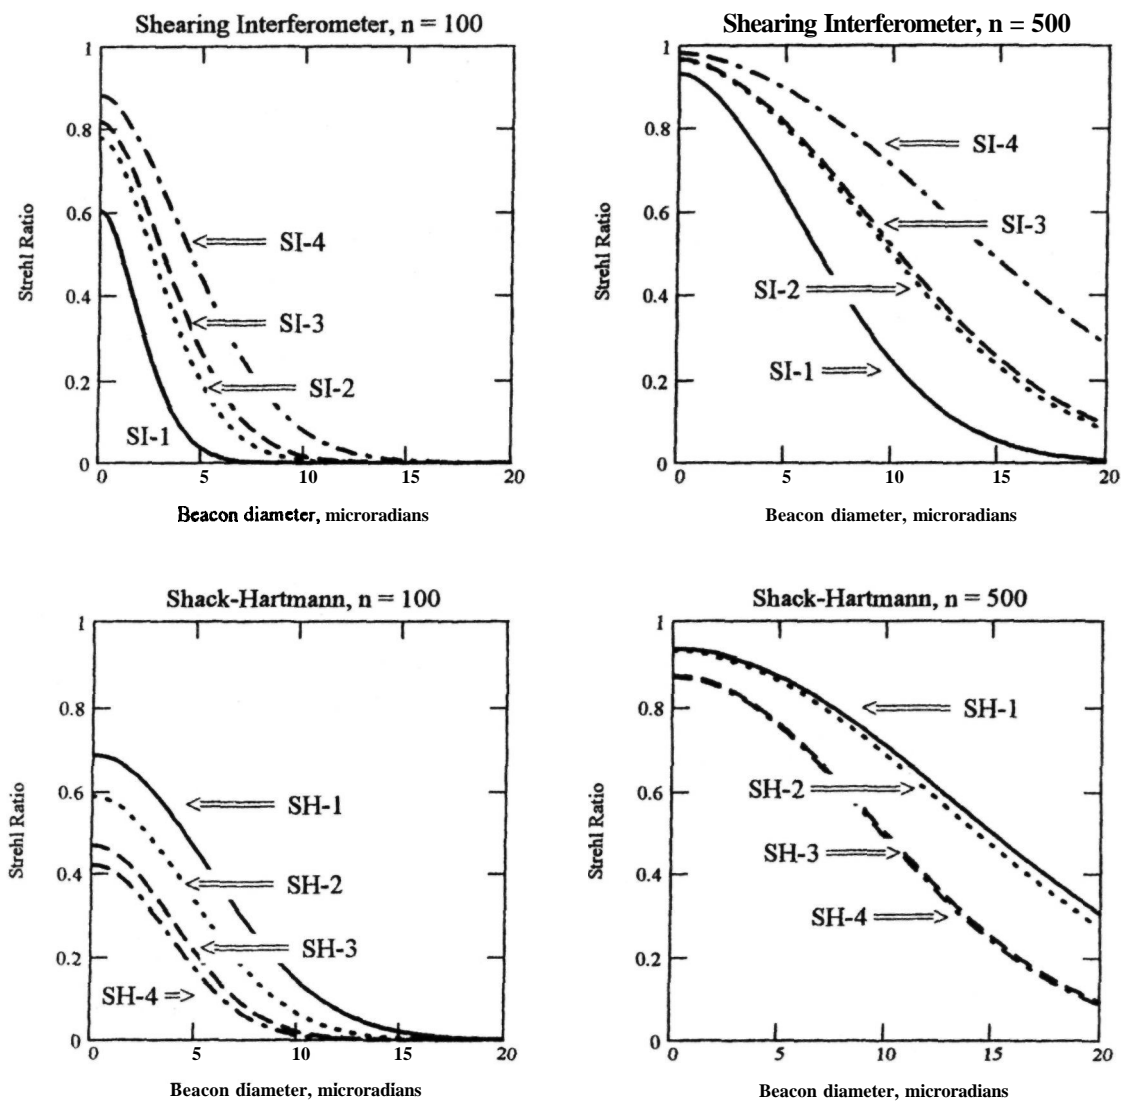 Shearing Interferometer, n = 100
1
0.8
0.6
0.4
0.2
0
Strehl Ratio
SI-4
SI-3
SI-2
SI-1
0 5 10 15 20
Beacon diameter, microradians
Shearing Interferometer, n = 500
1
0.8
0.6
0.4
0.2
0
Strehl Ratio
SI-4
SI-3
SI-2
SI-1
0 5 10 15 20
Beacon diameter, microradians
Shack-Hartmann, n = 100
1
0.8
0.6
0.4
0.2
0
Strehl Ratio
SH-1
SH-2
SH-3
SH-4
0 5 10 15 20
Beacon diameter, microradians
Shack-Hartmann, n = 500
1
0.8
0.6
0.4
0.2
0
Strehl Ratio
SH-1
SH-2
SH-3
SH-4
0 5 10 15 20
Beacon diameter, microradians